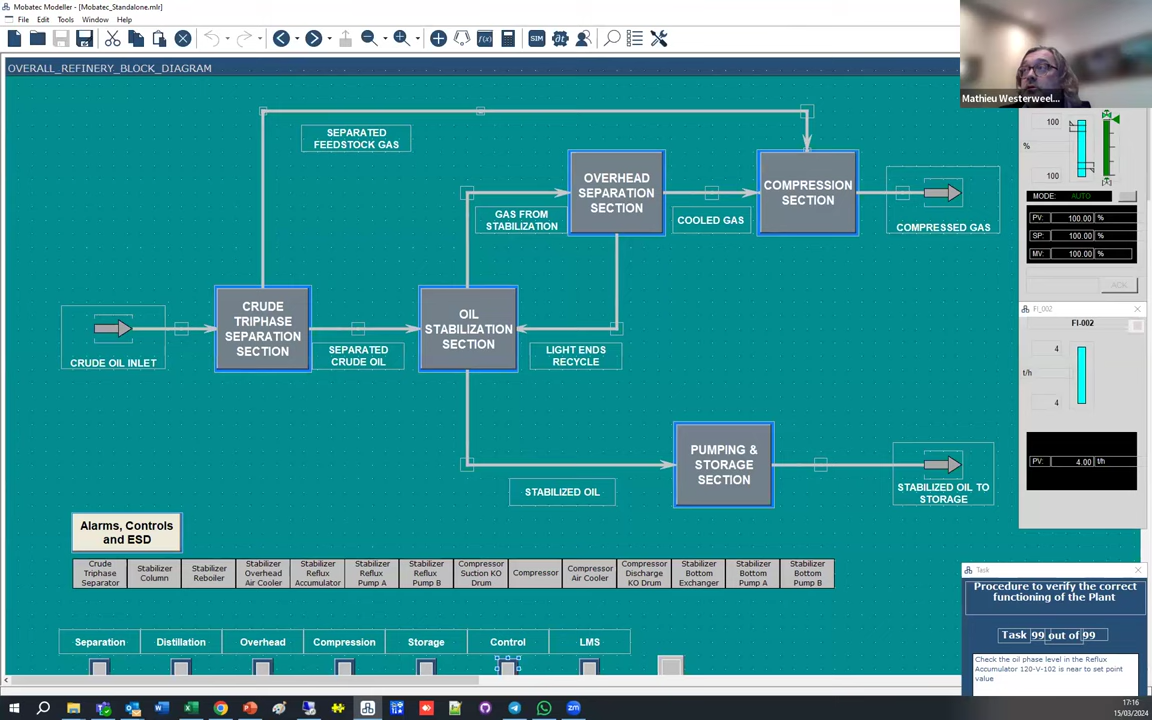 Mobatec Modeller - [Mobatec_Standalone.mlr]
File Edit Tools Window Help
SIM
OVERALL_REFINERY_BLOCK_DIAGRAM
Mathieu Westerweel...
SEPARATED
FEEDSTOCK GAS
OVERHEAD
SEPARATION
SECTION
COMPRESSION
SECTION
GAS FROM
STABILIZATION
COOLED GAS
COMPRESSED GAS
CRUDE
TRIPHASE
SEPARATION
SECTION
OIL
STABILIZATION
SECTION
CRUDE OIL INLET
SEPARATED
CRUDE OIL
LIGHT ENDS
RECYCLE
PUMPING &
STORAGE
SECTION
STABILIZED OIL
STABILIZED OIL TO
STORAGE
100
%
100
MODE: AUTO
PV: 100.00 %
SP: 100.00 %
MV: 100.00 %
ACK
FI_002
FI-002
4
t/h
4
PV: 4.00 t/h
Alarms, Controls
and ESD
Crude
Triphase
Separator
Stabilizer
Column
Stabilizer
Reboiler
Stabilizer
Overhead
Air Cooler
Stabilizer
Reflux
Accumulator
Stabilizer
Reflux
Pump A
Stabilizer
Reflux
Pump B
Compressor
Suction KO
Drum
Compressor
Compressor
Air Cooler
Compressor
Discharge
KO Drum
Stabilizer
Bottom
Exchanger
Stabilizer
Bottom
Pump A
Stabilizer
Bottom
Pump B
Separation Distillation Overhead Compression Storage Control LMS
Task
Procedure to verify the correct
functioning of the Plant
Task 99 out of 99
Check the oil phase level in the Reflux
Accumulator 120-V-102 is near to set point
value
17:16
15/03/2024